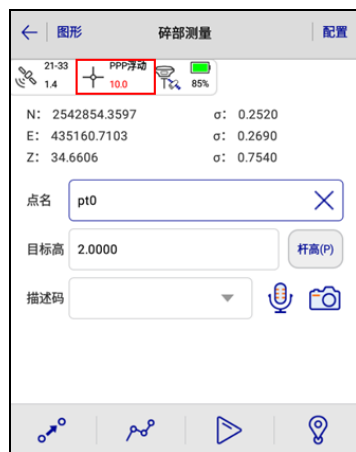 图形 碎部测量 配置
21-33 PPP浮动
1.4 10.0 85%
N: 2542854.3597 σ: 0.2520
E: 435160.7103 σ: 0.2690
Z: 34.6606 σ: 0.7540
点名 pt0
目标高 2.0000 杆高(P)
描述码